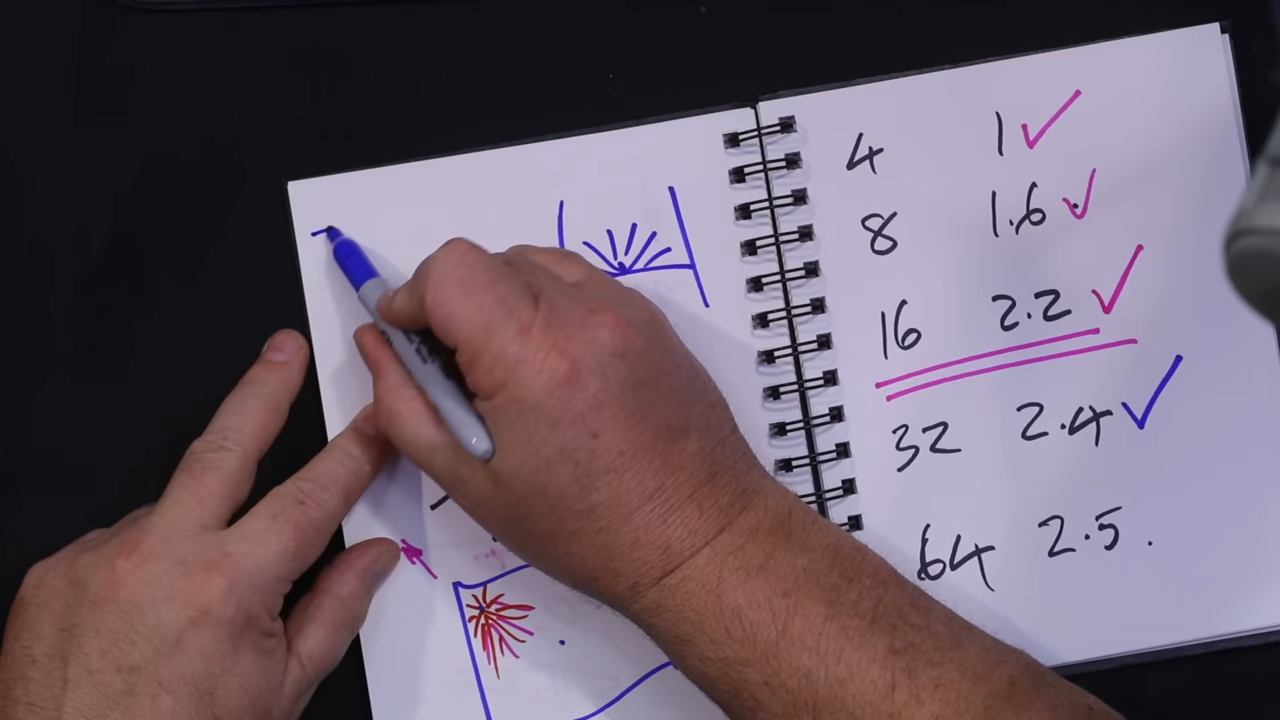 4 1 ✓
8 1.6 ✓
16 2.2 ✓
32 2.4 ✓
64 2.5.